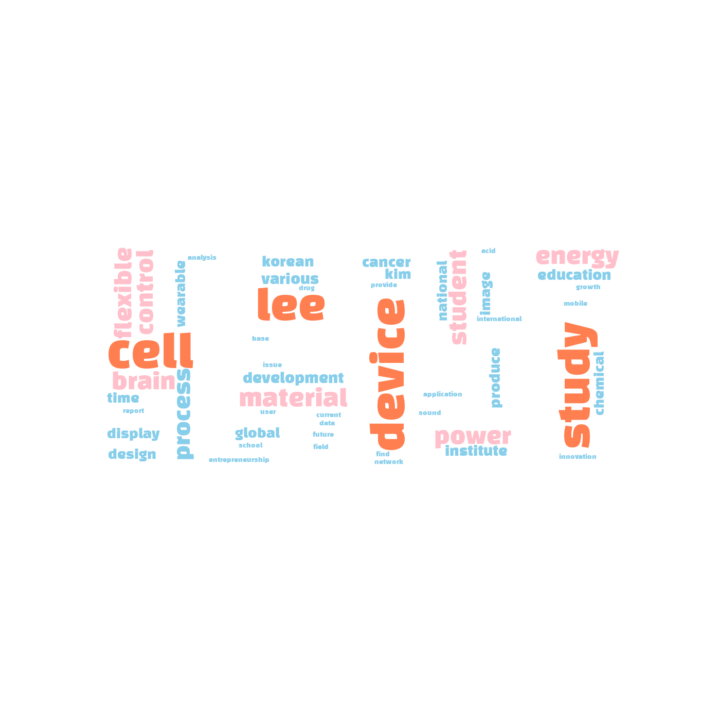 flexible
control
wearable
analysis
cell
brain
time
report
process
display
design
korean
various
drug
lee
base
issue
development
material
user
current
data
global
future
school
field
entrepreneurship
cancer
kim
provide
device
find
network
national
student
acid
image
international
produce
application
sound
power
institute
energy
education
growth
mobile
study
chemical
innovation